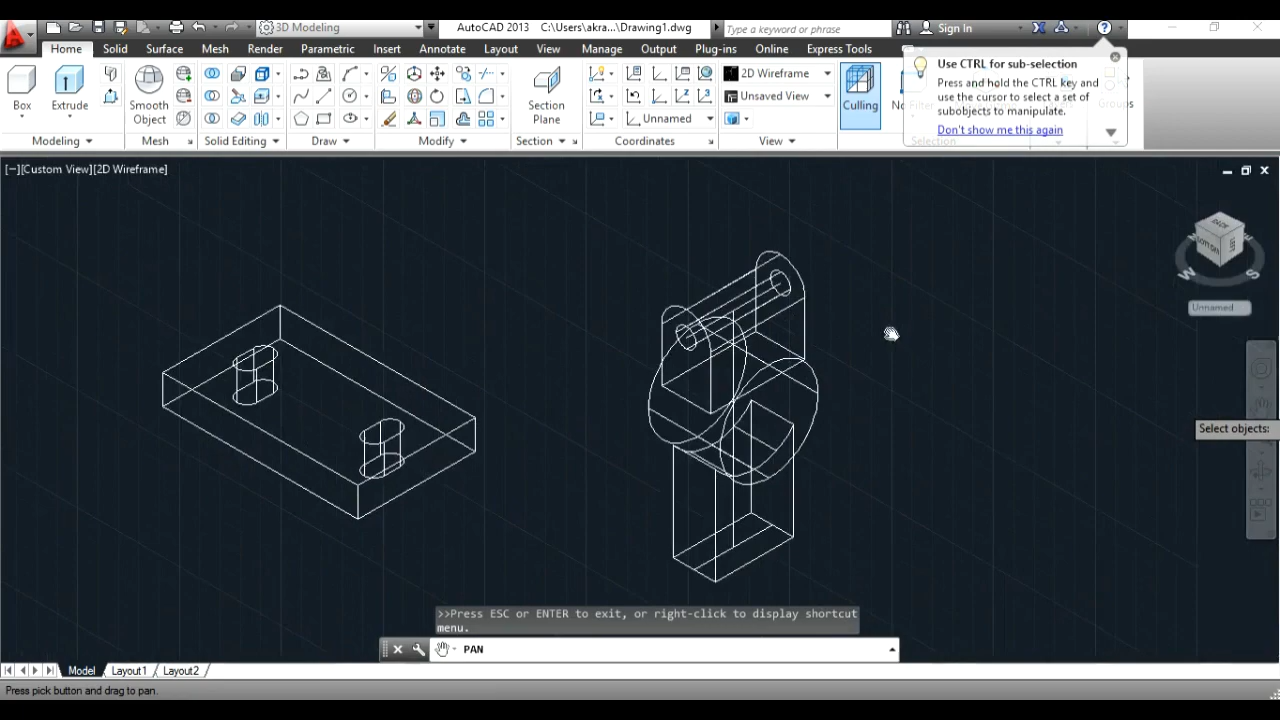 3D Modeling
AutoCAD 2013 C:\Users\akra...\Drawing1.dwg
Type a keyword or phrase
Sign In
Home Solid Surface Mesh Render Parametric Insert Annotate Layout View Manage Output Plug-ins Online Express Tools
Use CTRL for sub-selection
Press and hold the CTRL key and
use the cursor to select a set of
subobjects to manipulate.
Don't show me this again
Box
Extrude
Smooth
Object
Section
Plane
2D Wireframe
Unsaved View
Unnamed
Culling
Groups
Modeling
Mesh
Solid Editing
Draw
Modify
Section
Coordinates
View
Selection
[−][Custom View][2D Wireframe]
BACK
W
S
Unnamed
Select objects:
>>Press ESC or ENTER to exit, or right-click to display shortcut
menu.
PAN
Model Layout1 Layout2
Press pick button and drag to pan.